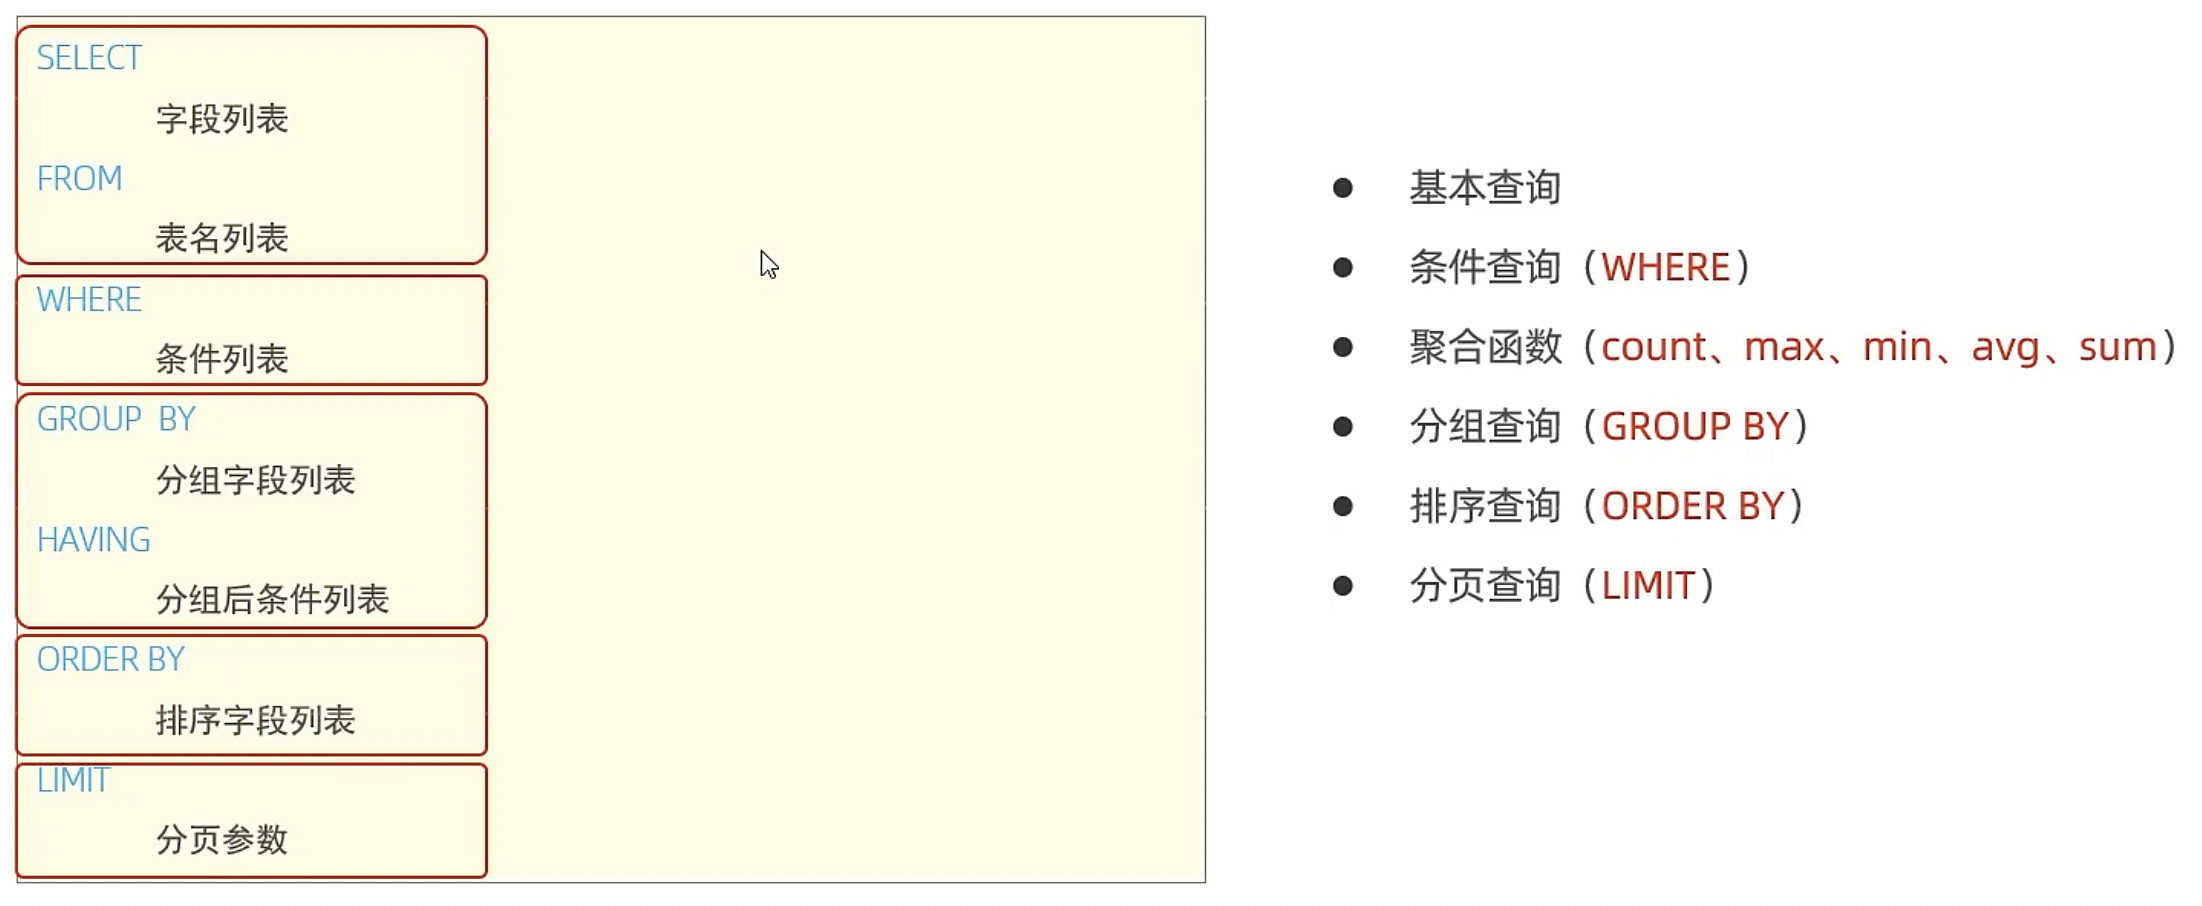 SELECT
字段列表
FROM
表名列表
WHERE
条件列表
GROUP BY
分组字段列表
HAVING
分组后条件列表
ORDER BY
排序字段列表
LIMIT
分页参数
● 基本查询
● 条件查询（WHERE）
● 聚合函数（count、max、min、avg、sum）
● 分组查询（GROUP BY）
● 排序查询（ORDER BY）
● 分页查询（LIMIT）